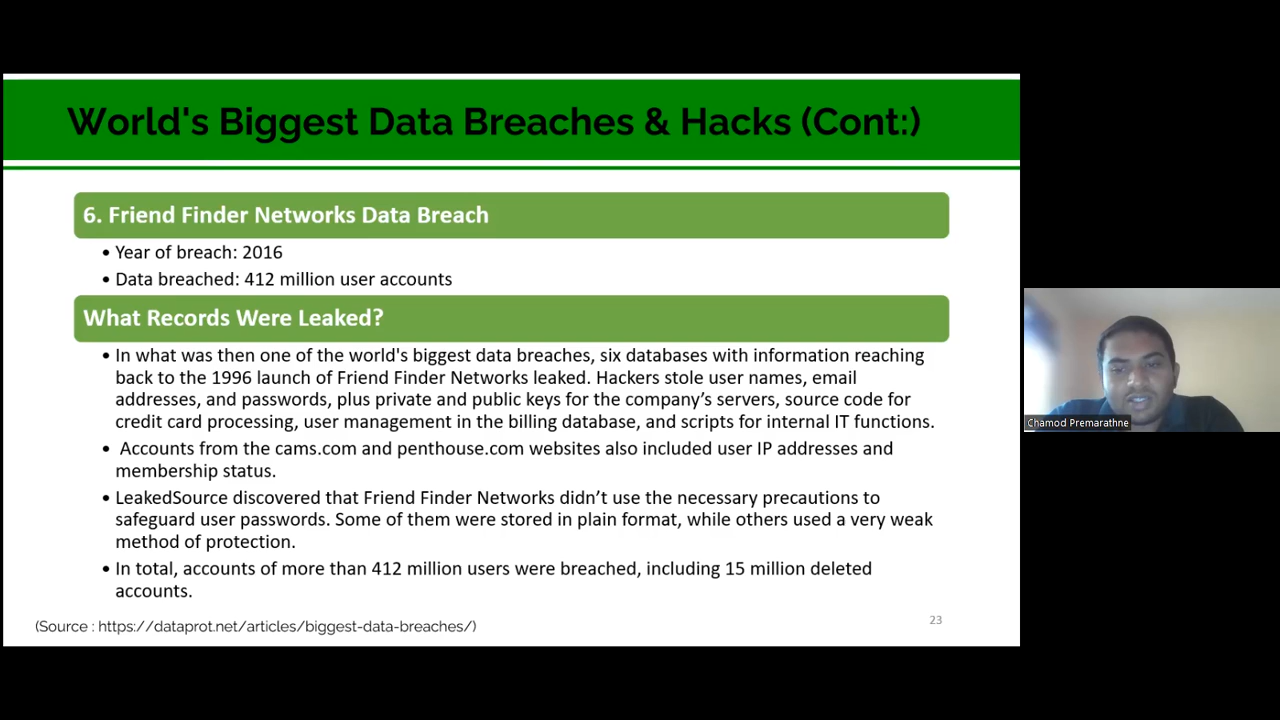 World's Biggest Data Breaches & Hacks (Cont:)
6. Friend Finder Networks Data Breach
• Year of breach: 2016
• Data breached: 412 million user accounts
What Records Were Leaked?
• In what was then one of the world's biggest data breaches, six databases with information reaching
back to the 1996 launch of Friend Finder Networks leaked. Hackers stole user names, email
addresses, and passwords, plus private and public keys for the company’s servers, source code for
credit card processing, user management in the billing database, and scripts for internal IT functions.
• Accounts from the cams.com and penthouse.com websites also included user IP addresses and
membership status.
• LeakedSource discovered that Friend Finder Networks didn’t use the necessary precautions to
safeguard user passwords. Some of them were stored in plain format, while others used a very weak
method of protection.
• In total, accounts of more than 412 million users were breached, including 15 million deleted
accounts.
(Source : https://dataprot.net/articles/biggest-data-breaches/)
23
Chamod Premarathne